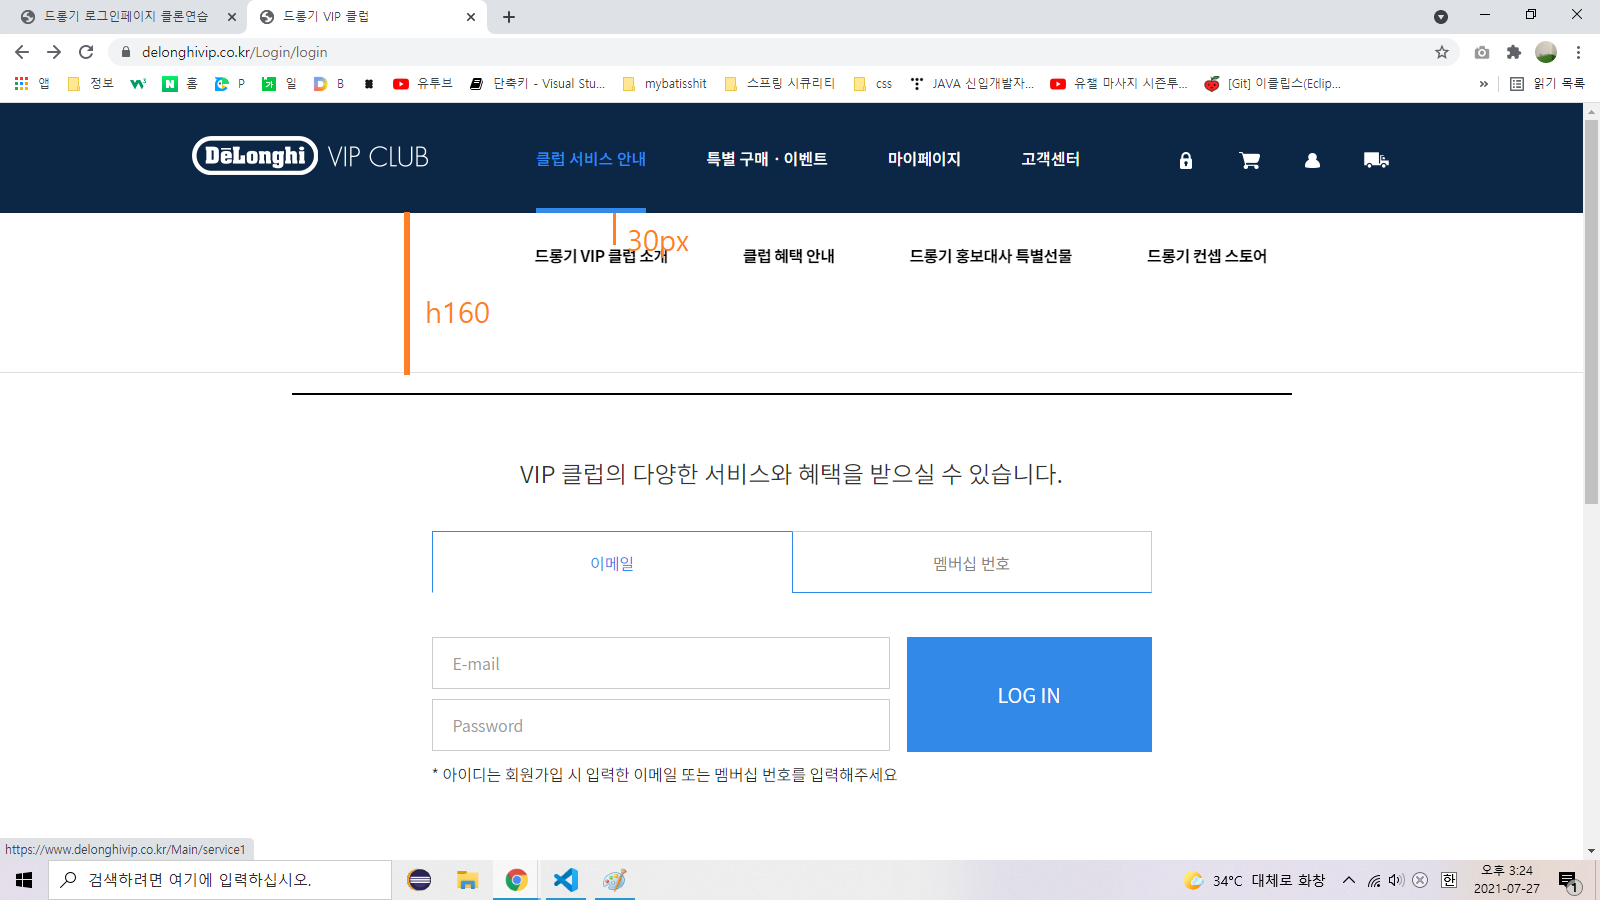 드롱기 로그인페이지 클론연습
드롱기 VIP 클럽
delonghivip.co.kr/Login/login
앱 정보 홈 P 일 B 유투브 단축키 - Visual Stu... mybatisshit 스프링 시큐리티 css JAVA 신입개발자... 유챌 마사지 시즌투... [Git] 이클립스(Eclip... » 읽기 목록
DeLonghi VIP CLUB 클럽 서비스 안내 특별 구매 · 이벤트 마이페이지 고객센터
30px
드롱기 VIP 클럽 소개 클럽 혜택 안내 드롱기 홍보대사 특별선물 드롱기 컨셉 스토어
h160
VIP 클럽의 다양한 서비스와 혜택을 받으실 수 있습니다.
이메일 멤버십 번호
E-mail
LOG IN
Password
* 아이디는 회원가입 시 입력한 이메일 또는 멤버십 번호를 입력해주세요
https://www.delonghivip.co.kr/Main/service1
검색하려면 여기에 입력하십시오.
34°C 대체로 화창
한
오후 3:24
2021-07-27
1